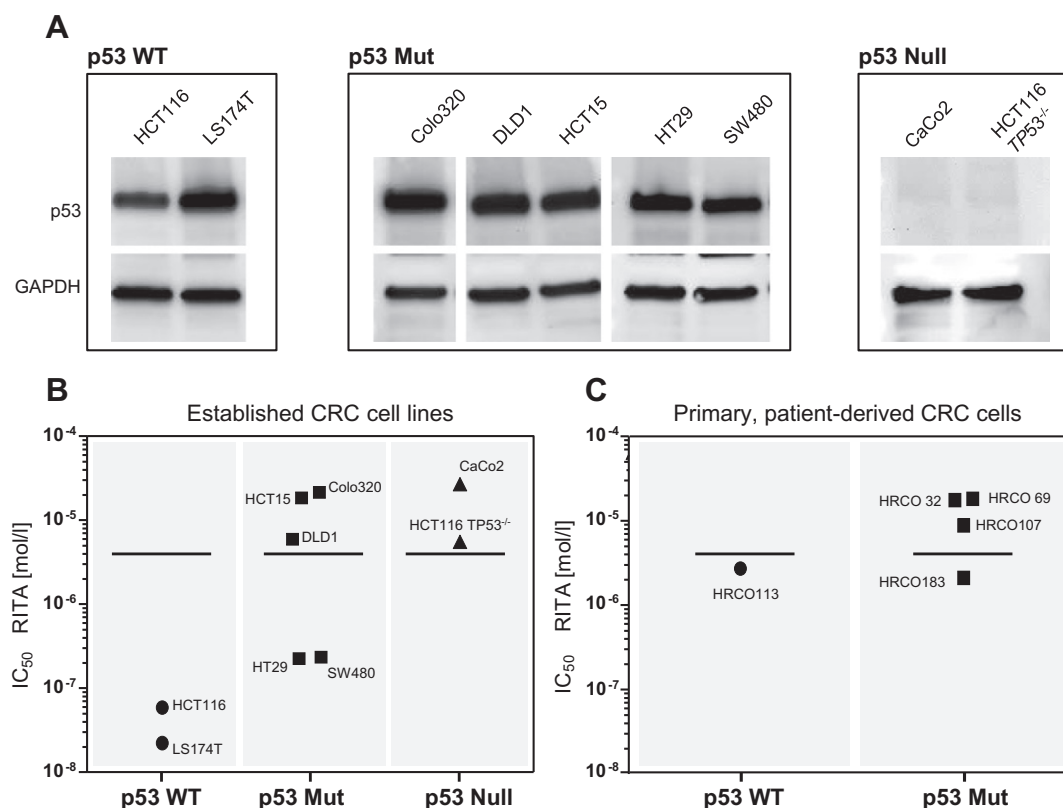 A
p53 WT
p53 Mut
p53 Null
HCT116
LS174T
Colo320
DLD1
HCT15
HT29
SW480
CaCo2
HCT116
TP53-/-
p53
GAPDH
B
Established CRC cell lines
IC50 RITA [mol/l]
10-4
10-5
10-6
10-7
10-8
HCT15
Colo320
DLD1
HT29
SW480
HCT116
LS174T
CaCo2
HCT116 TP53-/-
p53 WT
p53 Mut
p53 Null
C
Primary, patient-derived CRC cells
IC50 RITA [mol/l]
10-4
10-5
10-6
10-7
10-8
HRCO113
HRCO 32
HRCO 69
HRCO107
HRCO183
p53 WT
p53 Mut